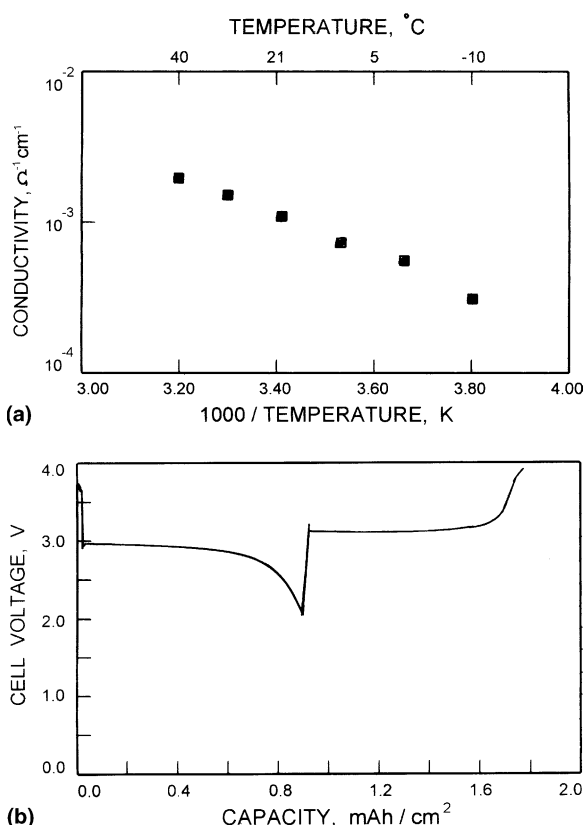 TEMPERATURE, °C
40 21 5 -10
10⁻²
10⁻³
10⁻⁴
CONDUCTIVITY, Ω⁻¹cm⁻¹
3.00 3.20 3.40 3.60 3.80 4.00
(a) 1000 / TEMPERATURE, K
4.0
3.0
2.0
1.0
0.0
CELL VOLTAGE, V
0.0 0.4 0.8 1.2 1.6 2.0
(b) CAPACITY, mAh / cm²